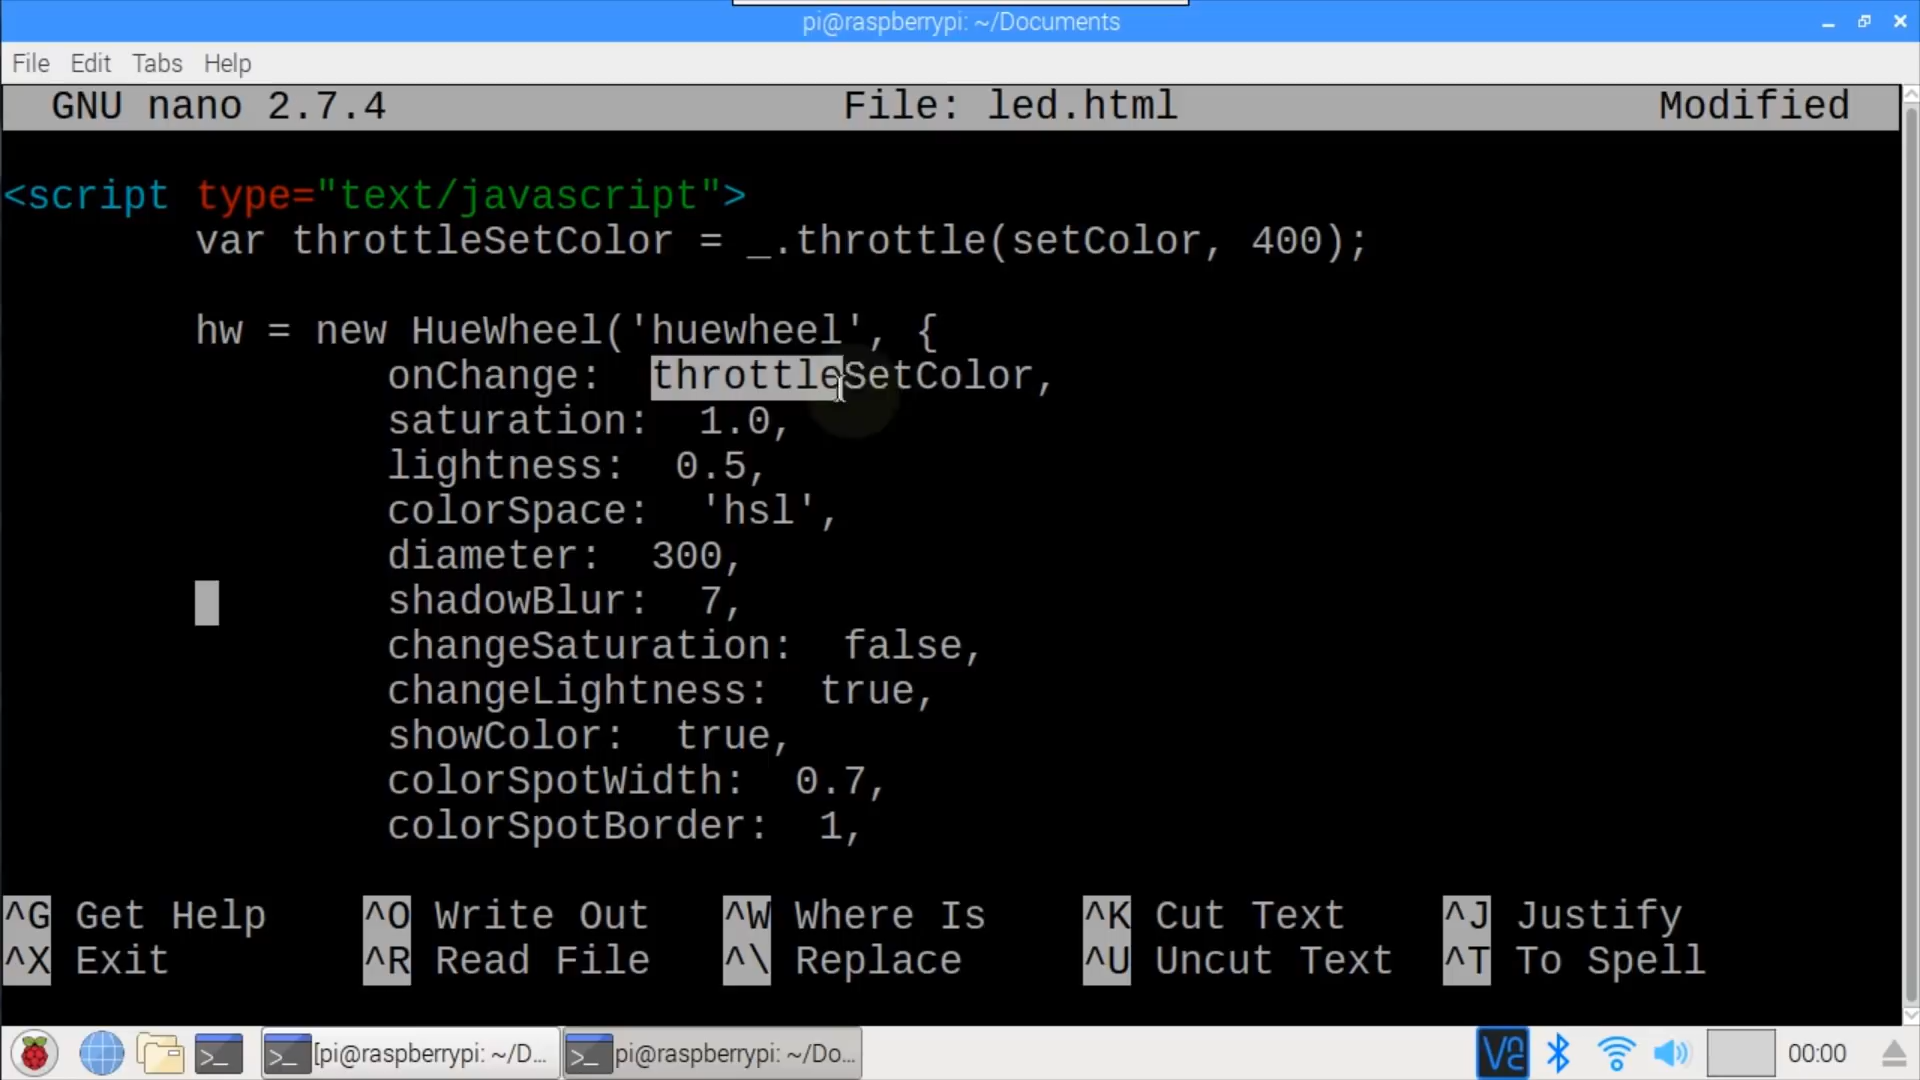 pi@raspberrypi: ~/Documents
File Edit Tabs Help
GNU nano 2.7.4 File: led.html Modified
<script type="text/javascript">
var throttleSetColor = _.throttle(setColor, 400);
hw = new HueWheel('huewheel', {
onChange: throttleSetColor,
saturation: 1.0,
lightness: 0.5,
colorSpace: 'hsl',
diameter: 300,
shadowBlur: 7,
changeSaturation: false,
changeLightness: true,
showColor: true,
colorSpotWidth: 0.7,
colorSpotBorder: 1,
^G Get Help ^O Write Out ^W Where Is ^K Cut Text ^J Justify
^X Exit ^R Read File ^\ Replace ^U Uncut Text ^T To Spell
[pi@raspberrypi: ~/D... pi@raspberrypi: ~/Do... 00:00